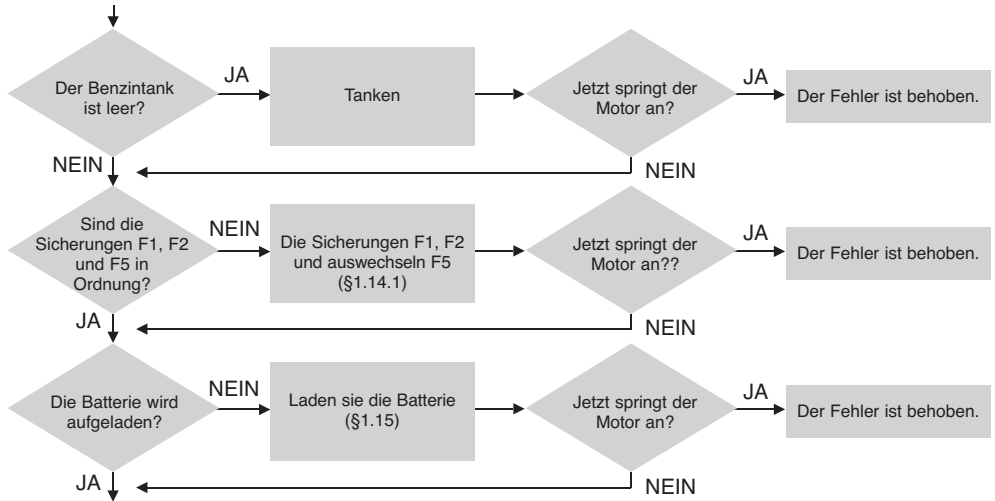 Der Benzintank
ist leer?
JA
Tanken
Jetzt springt der
Motor an?
JA
Der Fehler ist behoben.
NEIN
NEIN
Sind die
Sicherungen F1, F2
und F5 in
Ordnung?
NEIN
Die Sicherungen F1, F2
und auswechseln F5
(§1.14.1)
Jetzt springt der
Motor an??
JA
Der Fehler ist behoben.
JA
NEIN
Die Batterie wird
aufgeladen?
NEIN
Laden sie die Batterie
(§1.15)
Jetzt springt der
Motor an?
JA
Der Fehler ist behoben.
JA
NEIN